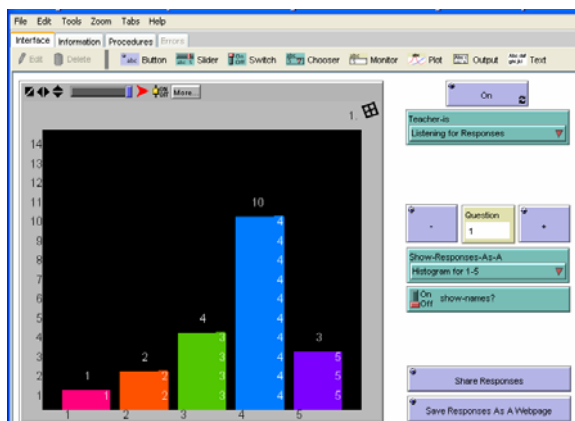 File Edit Tools Zoom Tabs Help
Interface Information Procedures Errors
Edit Delete abc Button Slider Switch Chooser Monitor Plot Output Text
More...
1.
On
Teacher-is
Listening for Responses
14
13
12
11
10
9
8
7
6
5
4
3
2
1
10
4
3
2
1
1
2 2
3 3 3 3
4 4 4 4 4 4 4 4 4 4
5 5 5
1 2 3 4 5
-
Question
1
+
Show-Responses-As-A
Histogram for 1-5
On
Off show-names?
Share Responses
Save Responses As A Webpage